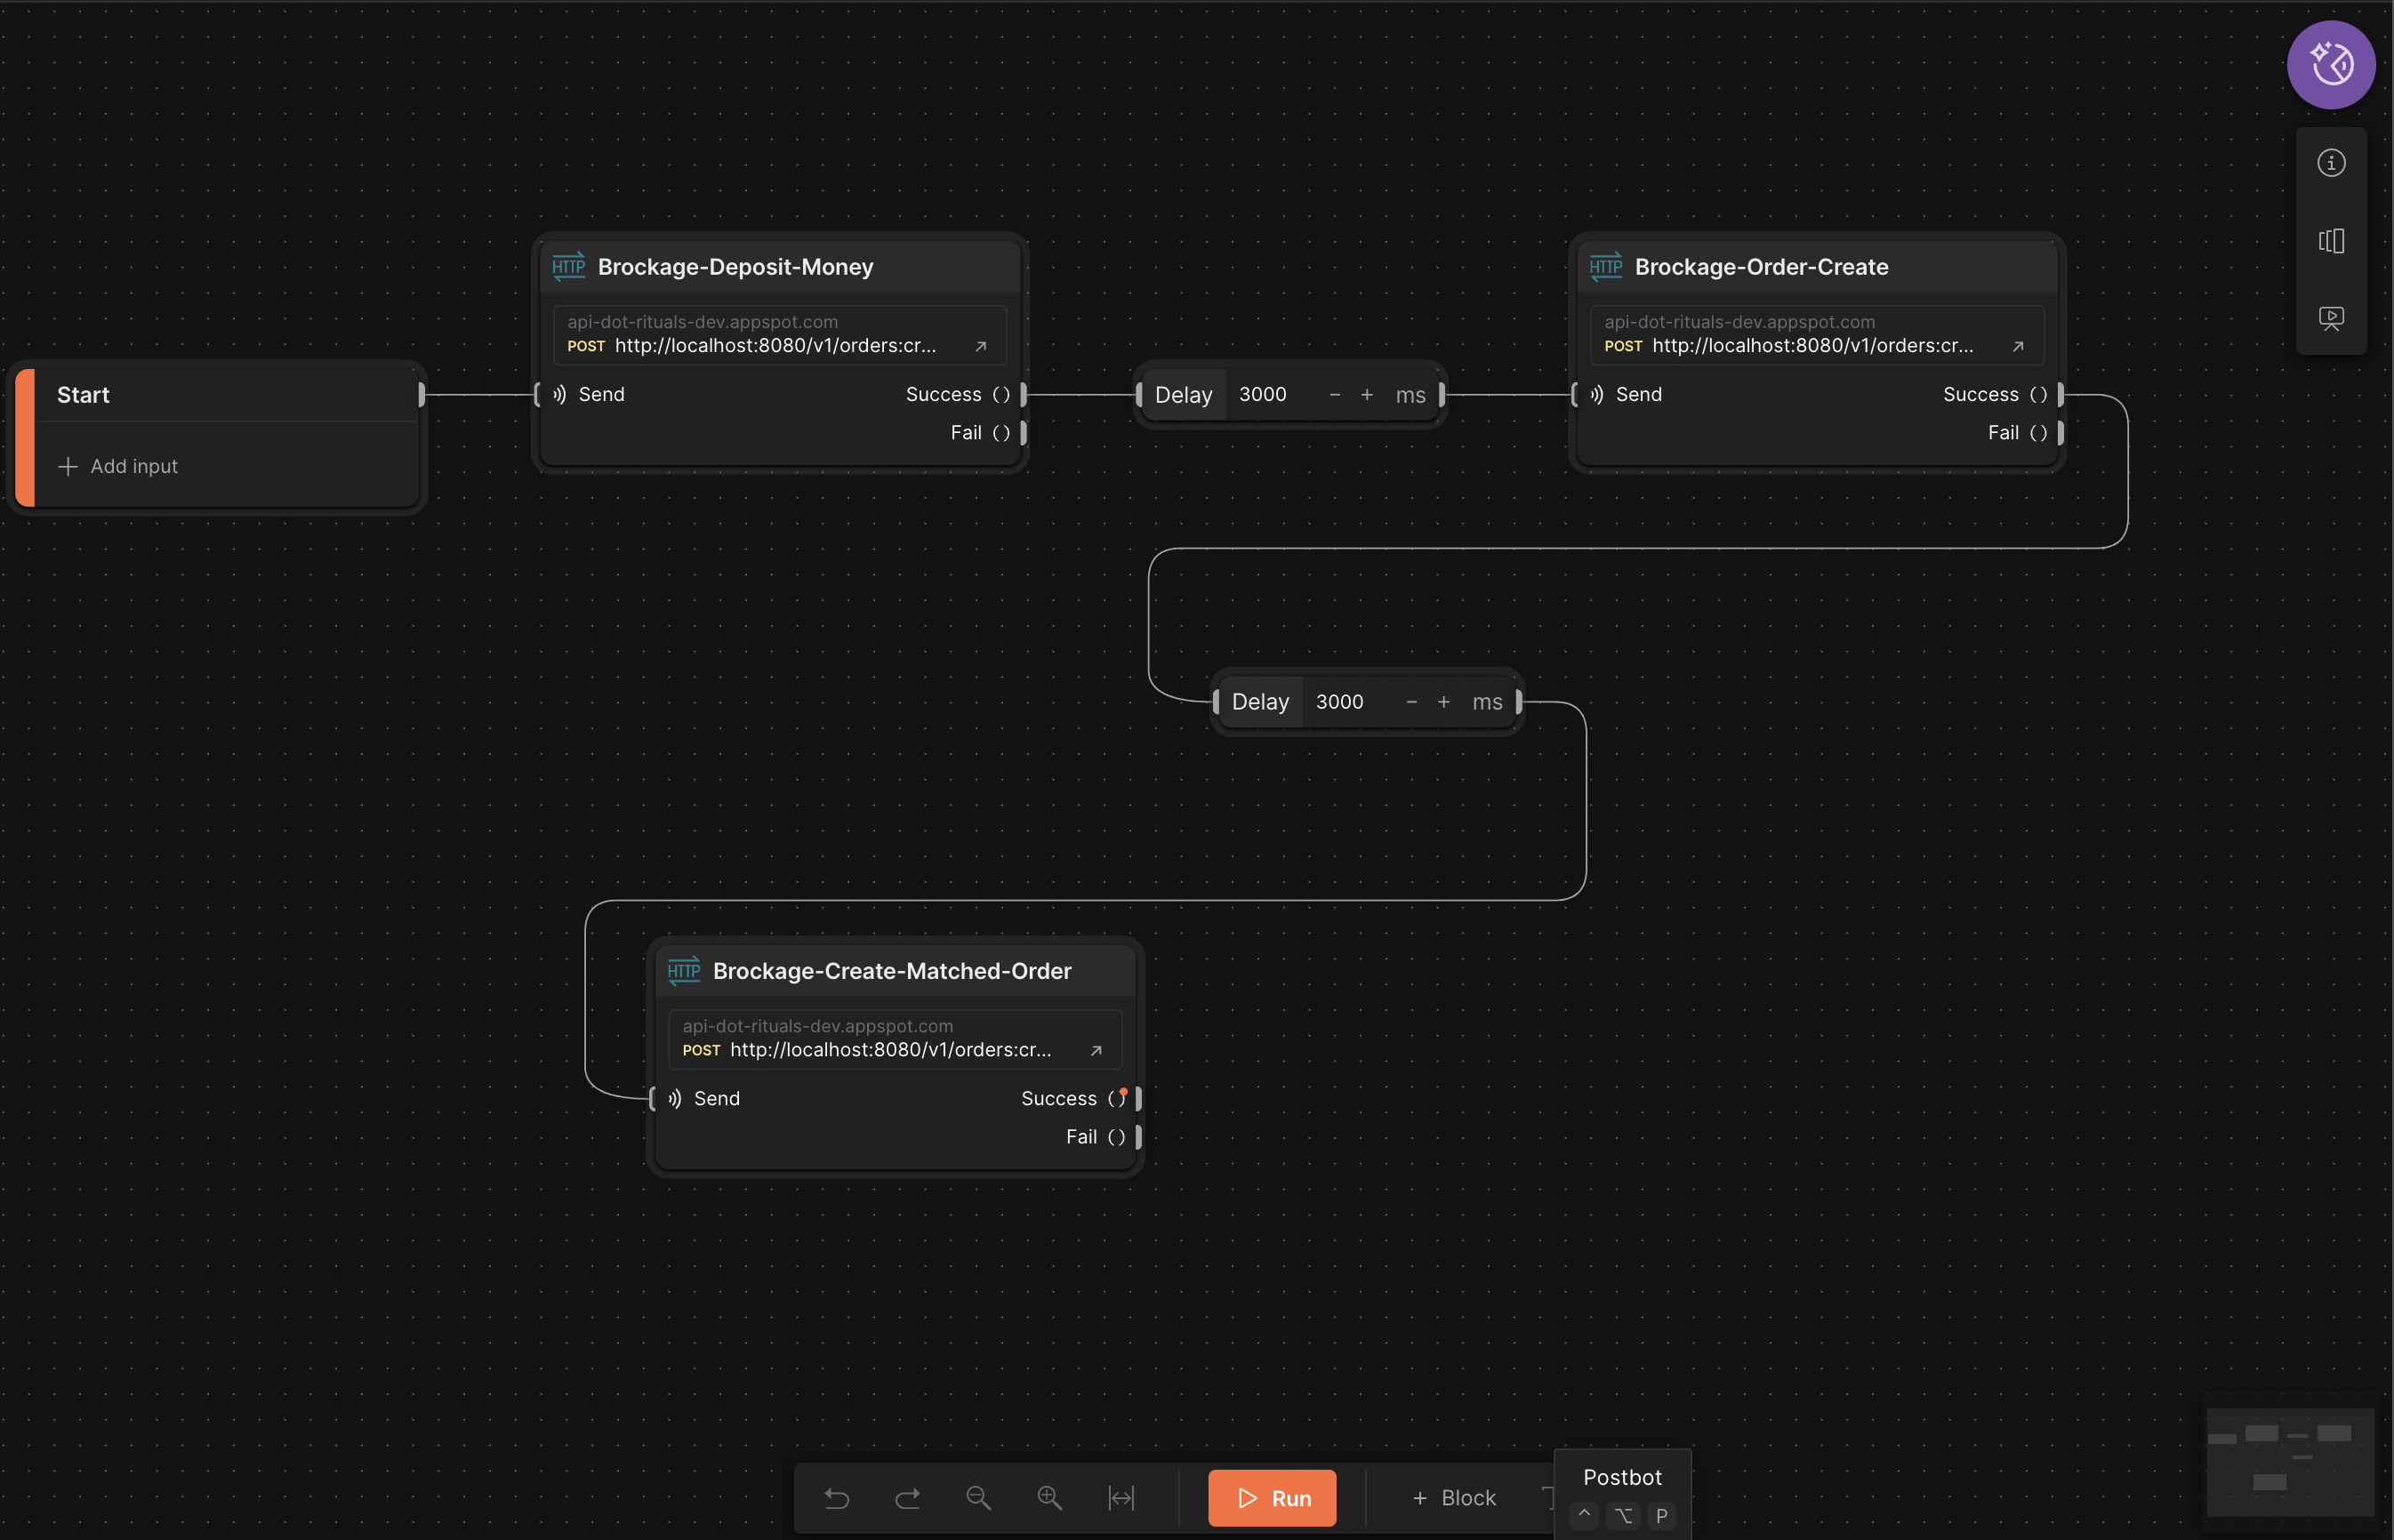 Start
+ Add input
HTTP Brockage-Deposit-Money
api-dot-rituals-dev.appspot.com
POST http://localhost:8080/v1/orders:cr...
Send Success ()
Fail ()
Delay 3000 - + ms
HTTP Brockage-Order-Create
api-dot-rituals-dev.appspot.com
POST http://localhost:8080/v1/orders:cr...
Send Success ()
Fail ()
Delay 3000 - + ms
HTTP Brockage-Create-Matched-Order
api-dot-rituals-dev.appspot.com
POST http://localhost:8080/v1/orders:cr...
Send Success ()
Fail ()
Run
+ Block
Postbot
^ ⌥ P